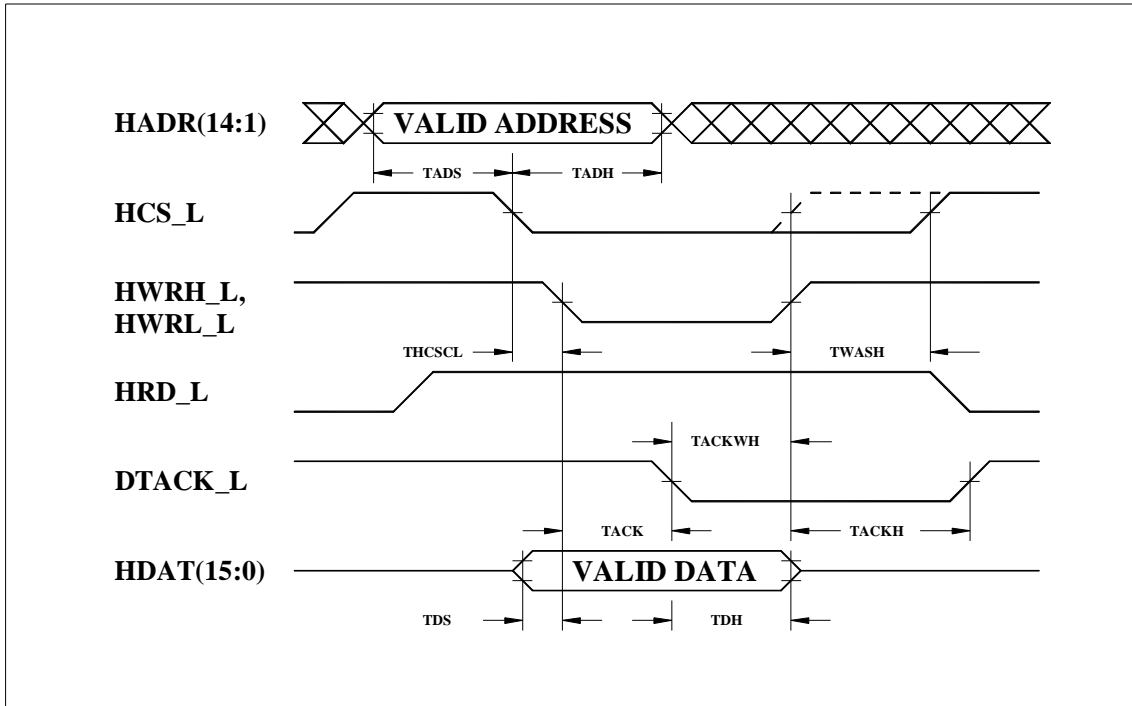 HADR(14:1)
VALID ADDRESS
TADS
TADH
HCS_L
HWRH_L,
HWRL_L
THCSCL
TWASH
HRD_L
TACKWH
DTACK_L
TACK
TACKH
HDAT(15:0)
VALID DATA
TDS
TDH